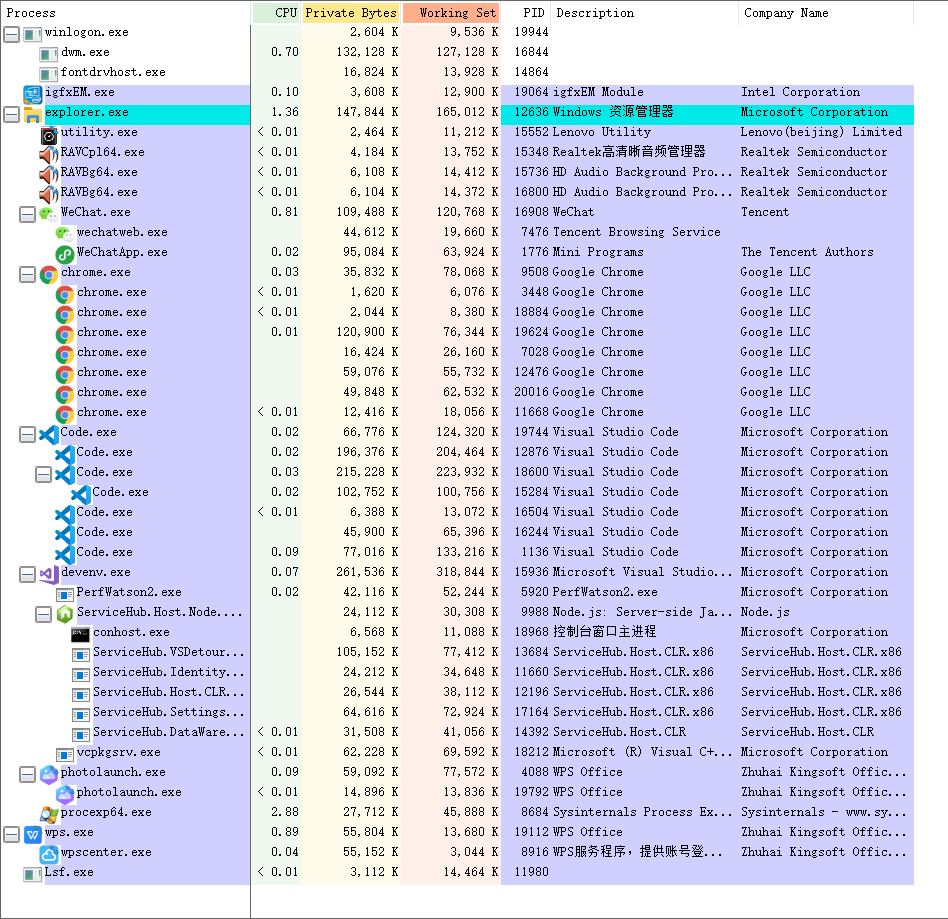 Process CPU Private Bytes Working Set PID Description Company Name
winlogon.exe 2,604 K 9,536 K 19944
dwm.exe 0.70 132,128 K 127,128 K 16844
fontdrvhost.exe 16,824 K 13,928 K 14864
igfxEM.exe 0.10 3,608 K 12,900 K 19064 igfxEM Module Intel Corporation
explorer.exe 1.36 147,844 K 165,012 K 12636 Windows 资源管理器 Microsoft Corporation
utility.exe < 0.01 2,464 K 11,212 K 15552 Lenovo Utility Lenovo(beijing) Limited
RAVCpl64.exe < 0.01 4,184 K 13,752 K 15348 Realtek高清晰音频管理器 Realtek Semiconductor
RAVBg64.exe < 0.01 6,108 K 14,412 K 15736 HD Audio Background Pro... Realtek Semiconductor
RAVBg64.exe < 0.01 6,104 K 14,372 K 16800 HD Audio Background Pro... Realtek Semiconductor
WeChat.exe 0.81 109,488 K 120,768 K 16908 WeChat Tencent
wechatweb.exe 44,612 K 19,660 K 7476 Tencent Browsing Service
WeChatApp.exe 0.02 95,084 K 63,924 K 1776 Mini Programs The Tencent Authors
chrome.exe 0.03 35,832 K 78,068 K 9508 Google Chrome Google LLC
chrome.exe < 0.01 1,620 K 6,076 K 3448 Google Chrome Google LLC
chrome.exe < 0.01 2,044 K 8,380 K 18884 Google Chrome Google LLC
chrome.exe 0.01 120,900 K 76,344 K 19624 Google Chrome Google LLC
chrome.exe 16,424 K 26,160 K 7028 Google Chrome Google LLC
chrome.exe 59,076 K 55,732 K 12476 Google Chrome Google LLC
chrome.exe 49,848 K 62,532 K 20016 Google Chrome Google LLC
chrome.exe < 0.01 12,416 K 18,056 K 11668 Google Chrome Google LLC
Code.exe 0.02 66,776 K 124,320 K 19744 Visual Studio Code Microsoft Corporation
Code.exe 0.02 196,376 K 204,464 K 12876 Visual Studio Code Microsoft Corporation
Code.exe 0.03 215,228 K 223,932 K 18600 Visual Studio Code Microsoft Corporation
Code.exe 0.02 102,752 K 100,756 K 15284 Visual Studio Code Microsoft Corporation
Code.exe < 0.01 6,388 K 13,072 K 16504 Visual Studio Code Microsoft Corporation
Code.exe 45,900 K 65,396 K 16244 Visual Studio Code Microsoft Corporation
Code.exe 0.09 77,016 K 133,216 K 1136 Visual Studio Code Microsoft Corporation
devenv.exe 0.07 261,536 K 318,844 K 15936 Microsoft Visual Studio... Microsoft Corporation
PerfWatson2.exe 0.02 42,116 K 52,244 K 5920 PerfWatson2.exe Microsoft Corporation
ServiceHub.Host.Node.... 24,112 K 30,308 K 9988 Node.js: Server-side Ja... Node.js
conhost.exe 6,568 K 11,088 K 18968 控制台窗口主进程 Microsoft Corporation
ServiceHub.VSDetour... 105,152 K 77,412 K 13684 ServiceHub.Host.CLR.x86 ServiceHub.Host.CLR.x86
ServiceHub.Identity... 24,212 K 34,648 K 11660 ServiceHub.Host.CLR.x86 ServiceHub.Host.CLR.x86
ServiceHub.Host.CLR... 26,544 K 38,112 K 12196 ServiceHub.Host.CLR.x86 ServiceHub.Host.CLR.x86
ServiceHub.Settings... 64,616 K 72,924 K 17164 ServiceHub.Host.CLR.x86 ServiceHub.Host.CLR.x86
ServiceHub.DataWare... < 0.01 31,508 K 41,056 K 14392 ServiceHub.Host.CLR ServiceHub.Host.CLR
vcpkgsrv.exe < 0.01 62,228 K 69,592 K 18212 Microsoft (R) Visual C+... Microsoft Corporation
photolaunch.exe 0.09 59,092 K 77,572 K 4088 WPS Office Zhuhai Kingsoft Offic...
photolaunch.exe < 0.01 14,896 K 13,836 K 19792 WPS Office Zhuhai Kingsoft Offic...
procexp64.exe 2.88 27,712 K 45,888 K 8684 Sysinternals Process Ex... Sysinternals - www.sy...
wps.exe 0.89 55,804 K 13,680 K 19112 WPS Office Zhuhai Kingsoft Offic...
wpscenter.exe 0.04 55,152 K 3,044 K 8916 WPS服务程序，提供账号登... Zhuhai Kingsoft Offic...
Lsf.exe < 0.01 3,112 K 14,464 K 11980